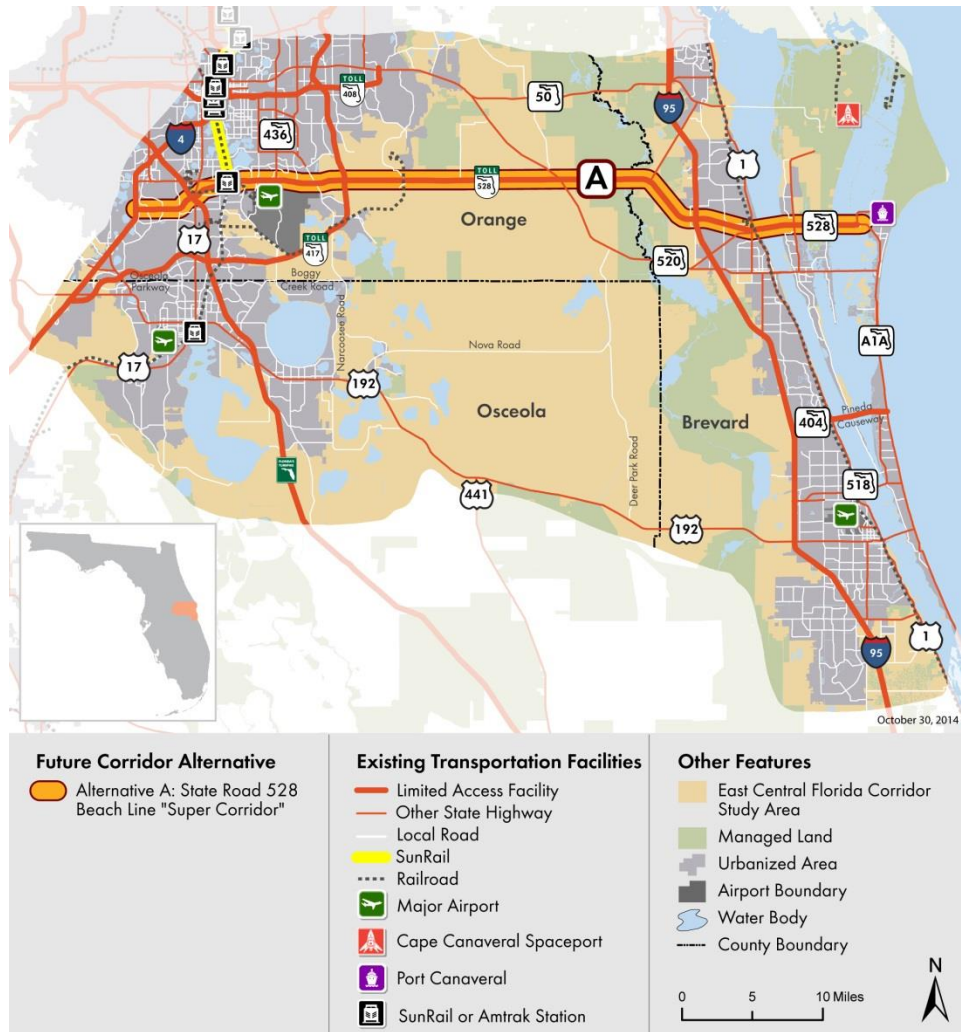 TOLL
408
50
95
4
436
1
TOLL
528
A
528
Orange
17
TOLL
417
520
Osceola
Parkway
Boggy
Creek Road
Narcoossee Road
A1A
Nova Road
17
192
Osceola
Brevard
404
Pineda
Causeway
Deer Park Road
518
441
192
1
95
October 30, 2014
Future Corridor Alternative
Alternative A: State Road 528
Beach Line "Super Corridor"
Existing Transportation Facilities
Limited Access Facility
Other State Highway
Local Road
SunRail
Railroad
Major Airport
Cape Canaveral Spaceport
Port Canaveral
SunRail or Amtrak Station
Other Features
East Central Florida Corridor
Study Area
Managed Land
Urbanized Area
Airport Boundary
Water Body
County Boundary
N
0 5 10 Miles